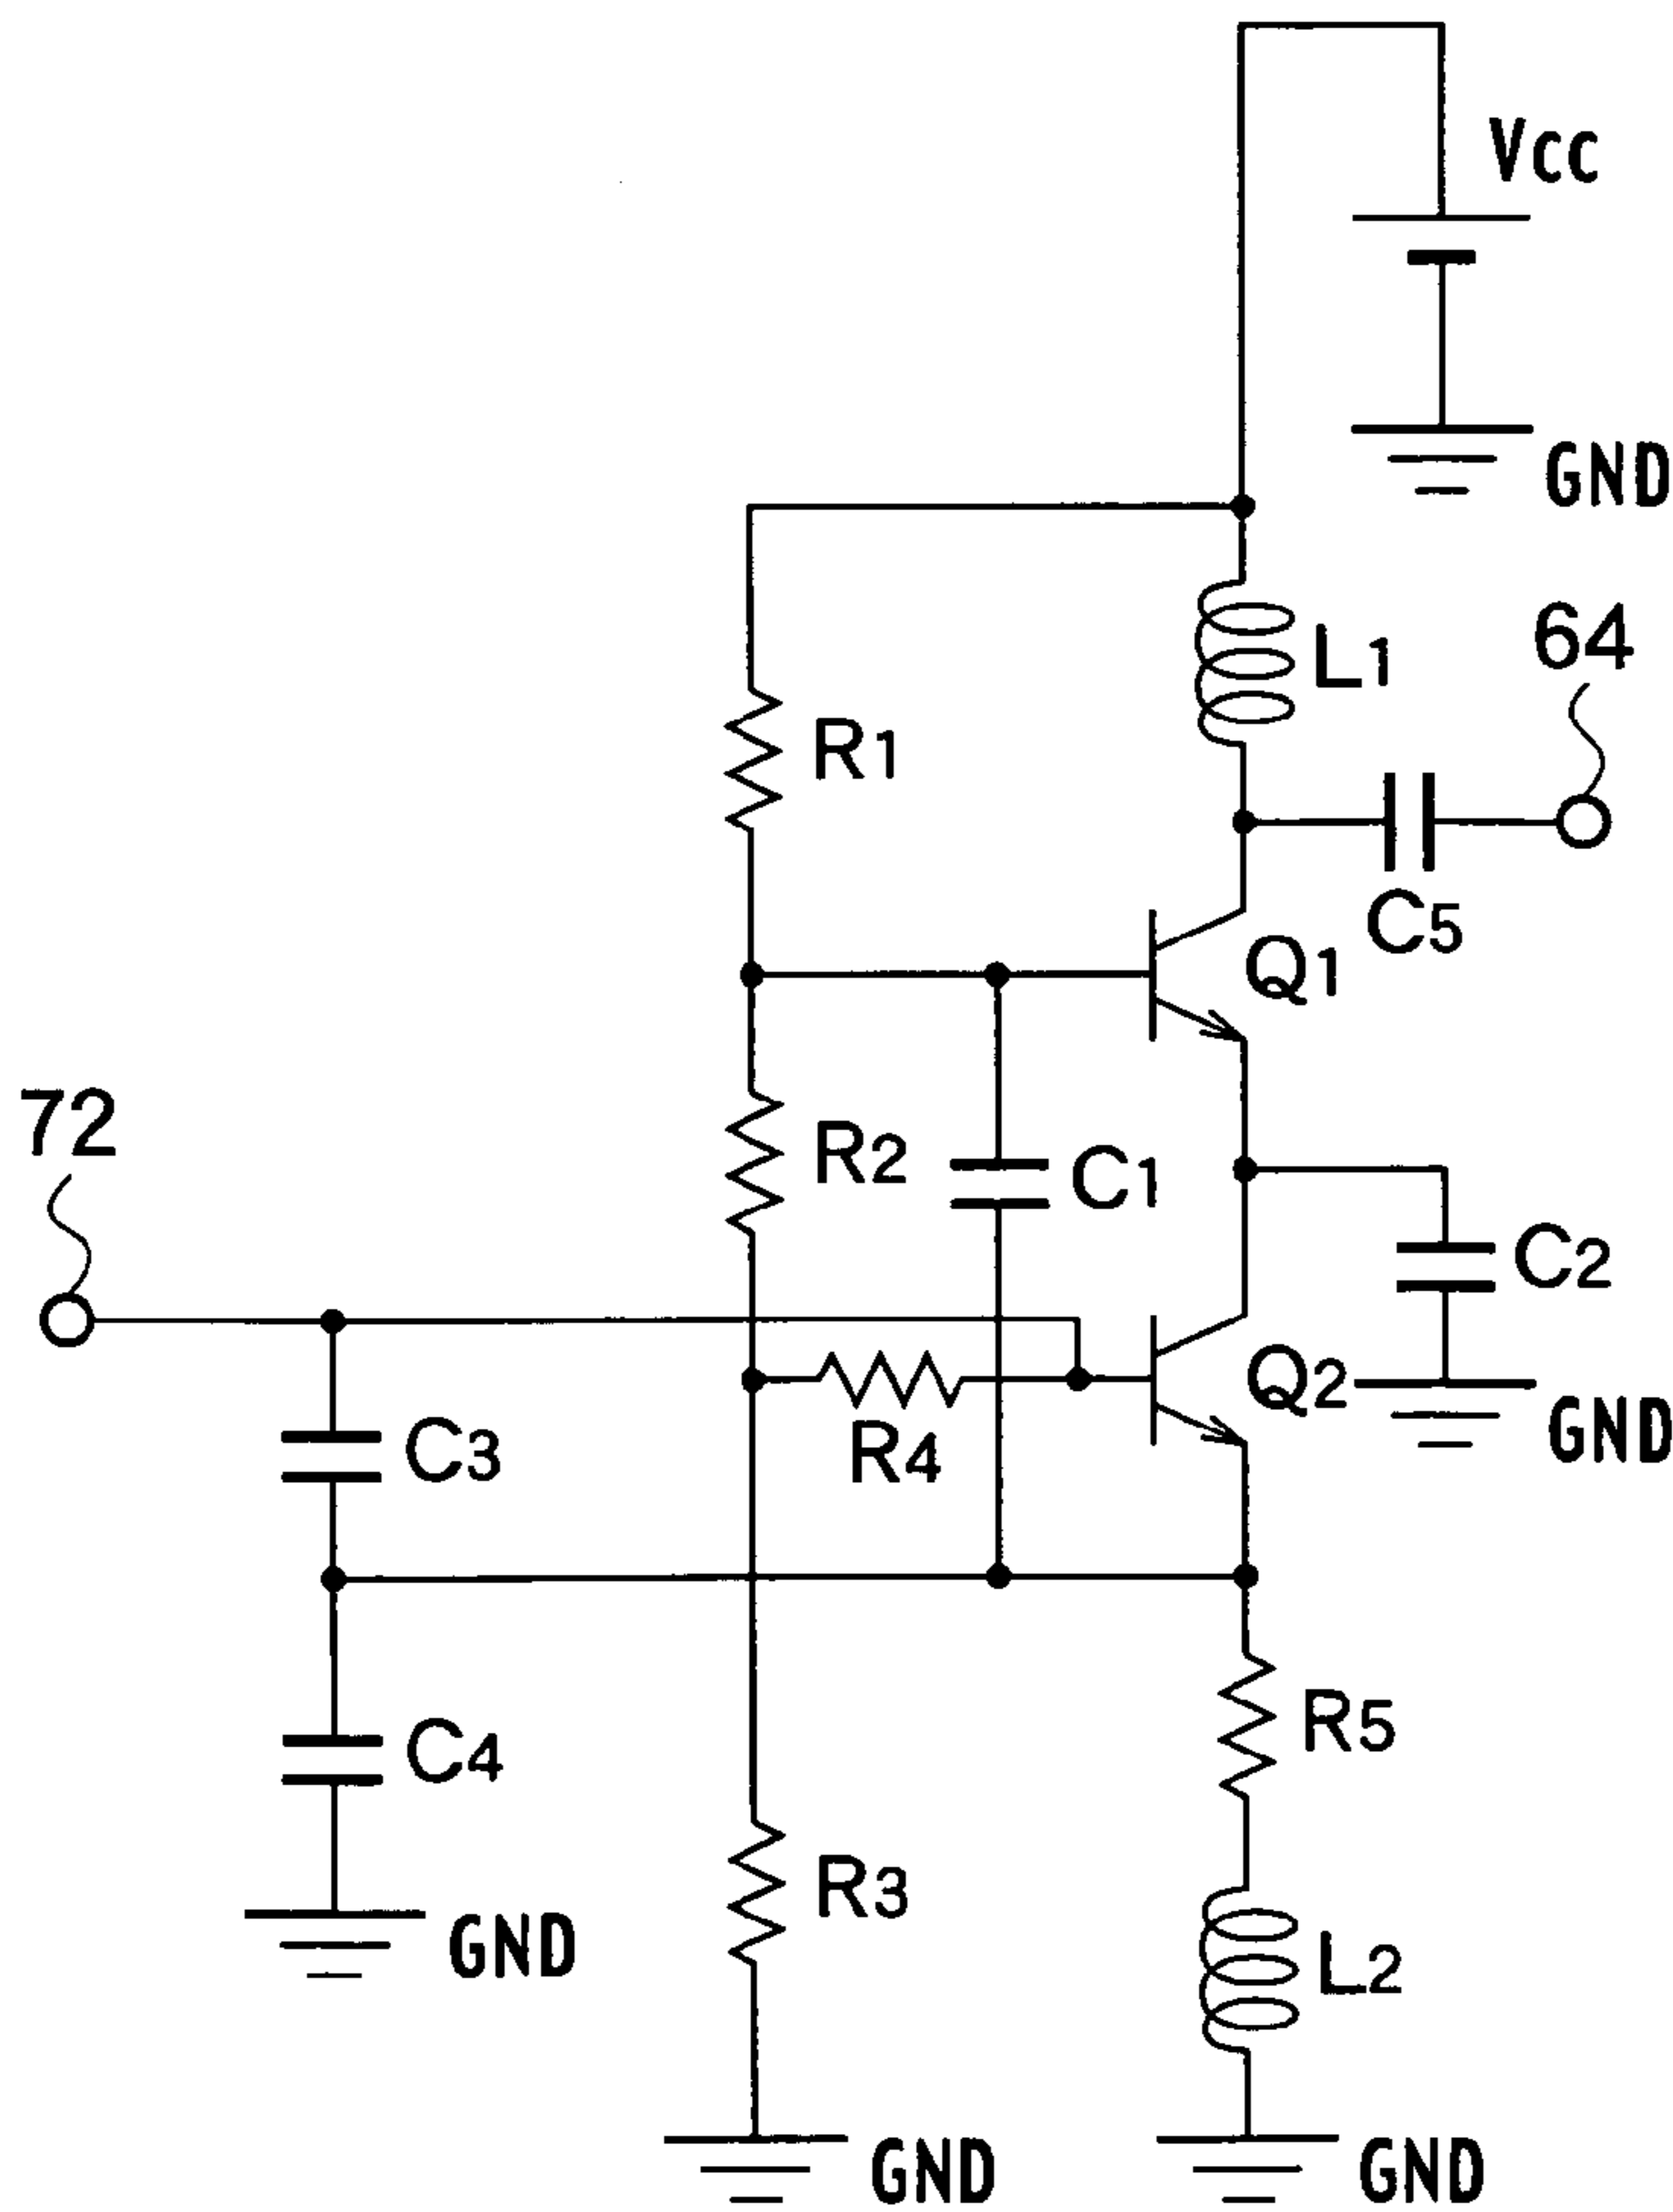 Vcc
GND
64
L1
R1
C5
Q1
72
R2
C1
C2
Q2
GND
C3
R4
R5
C4
R3
GND
L2
GND
GND